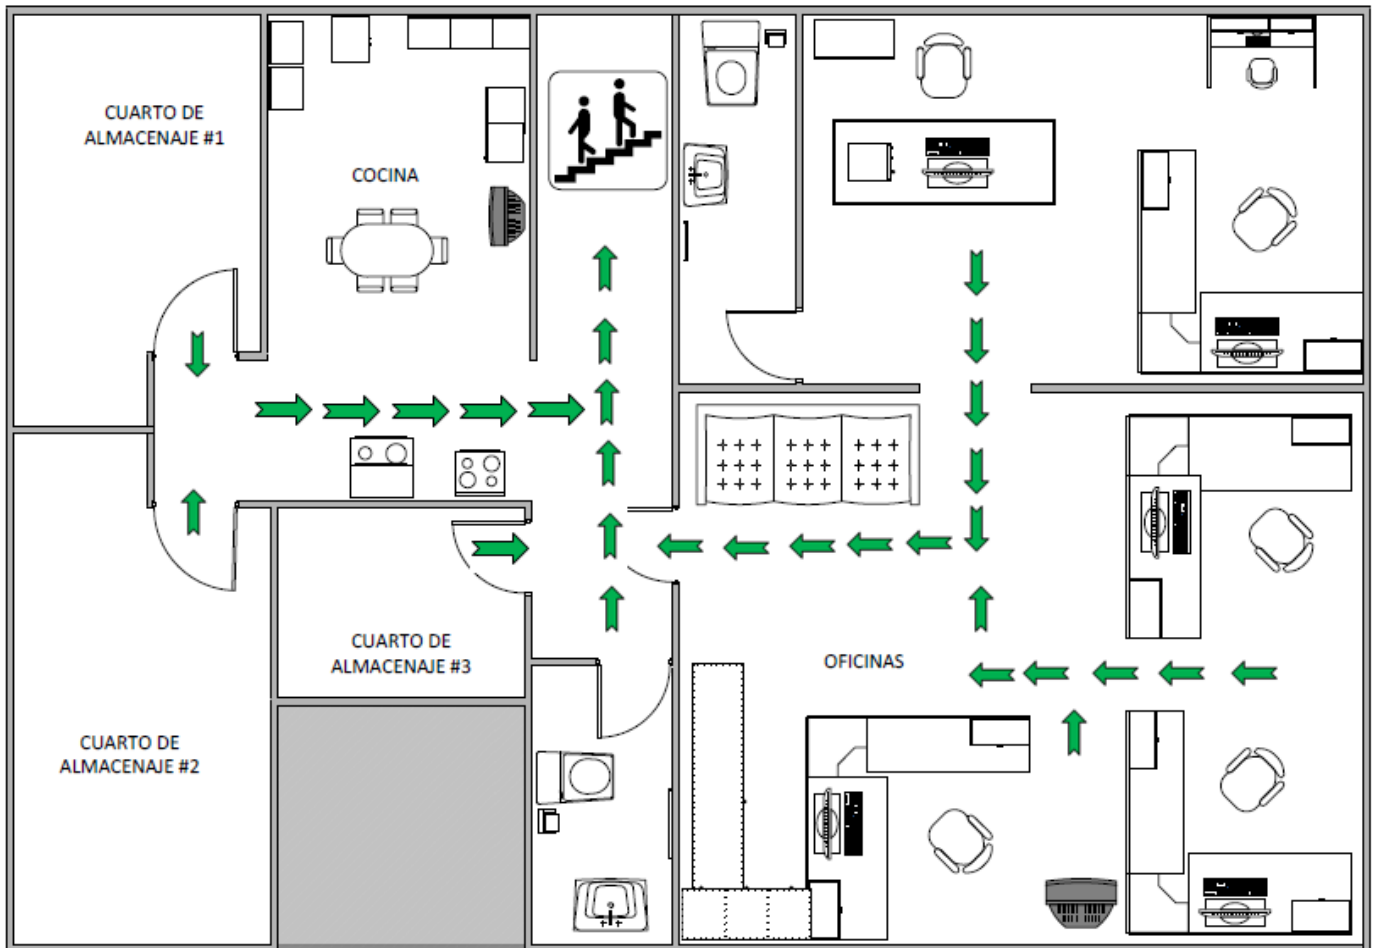 CUARTO DE
ALMACENAJE #1
COCINA
CUARTO DE
ALMACENAJE #3
OFICINAS
CUARTO DE
ALMACENAJE #2